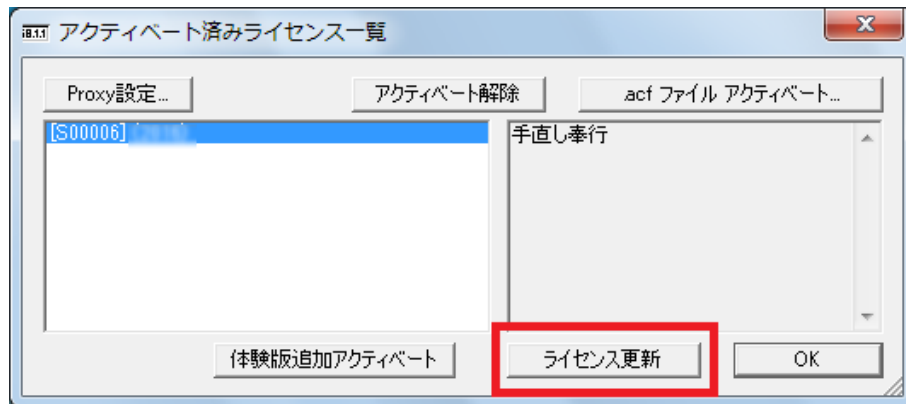 アクティベート済みライセンス一覧
Proxy設定...
アクティベート解除
.acf ファイル アクティベート...
[S00006]
手直し奉行
体験版追加アクティベート
ライセンス更新
OK